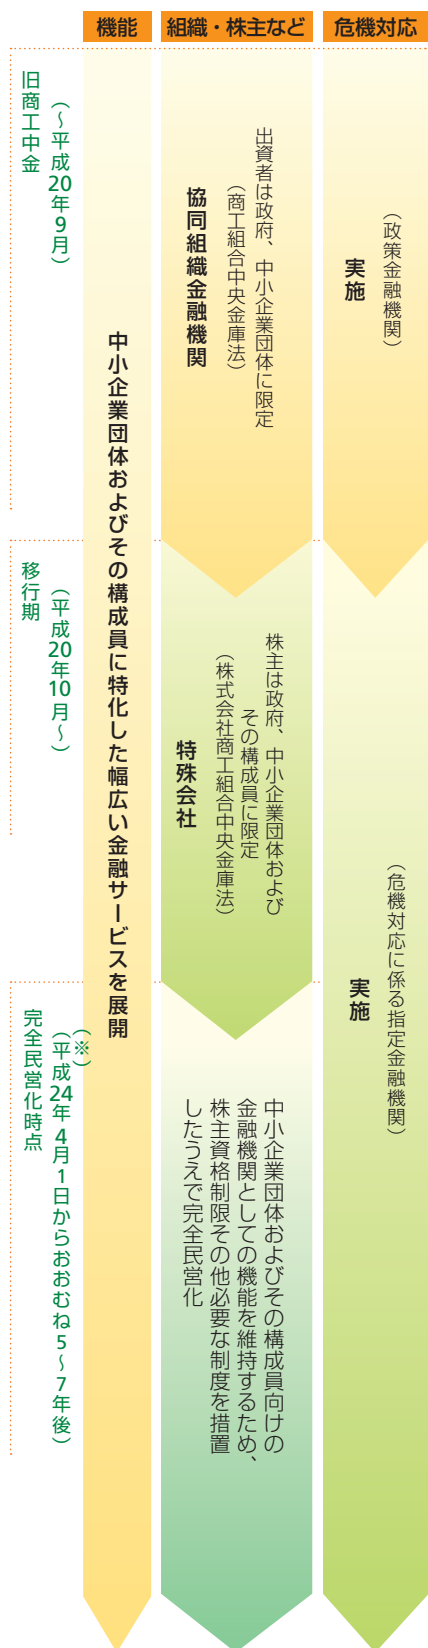 機能
組織・株主など
危機対応
旧商工中金
（～平成20年9月）
移行期
（平成20年10月～）
完全民営化時点
（※）
（平成24年4月1日からおおむね5～7年後）
中小企業団体およびその構成員に特化した幅広い金融サービスを展開
出資者は政府、中小企業団体に限定
（商工組合中央金庫法）
協同組織金融機関
株主は政府、中小企業団体および
その構成員に限定
（株式会社商工組合中央金庫法）
特殊会社
中小企業団体およびその構成員向けの
金融機関としての機能を維持するため、
株主資格制限その他必要な制度を措置
したうえで完全民営化
（政策金融機関）
実施
（危機対応に係る指定金融機関）
実施